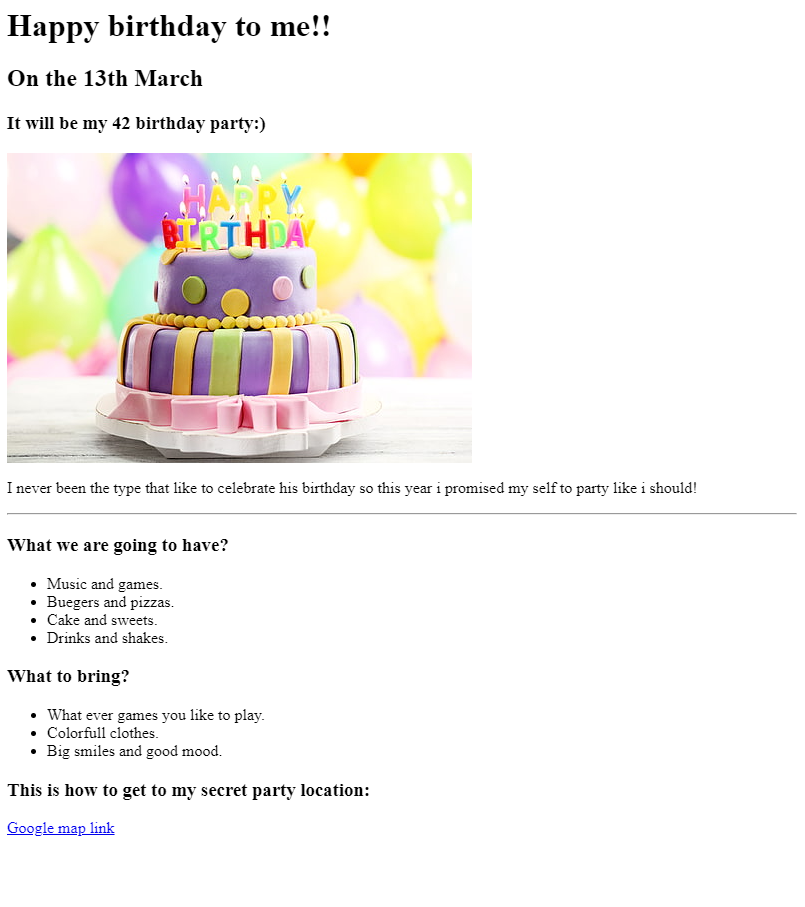 Happy birthday to me!!
On the 13th March
It will be my 42 birthday party:)
HAPPY
BIRTHDAY
I never been the type that like to celebrate his birthday so this year i promised my self to party like i should!
What we are going to have?
Music and games.
Buegers and pizzas.
Cake and sweets.
Drinks and shakes.
What to bring?
What ever games you like to play.
Colorfull clothes.
Big smiles and good mood.
This is how to get to my secret party location:
Google map link